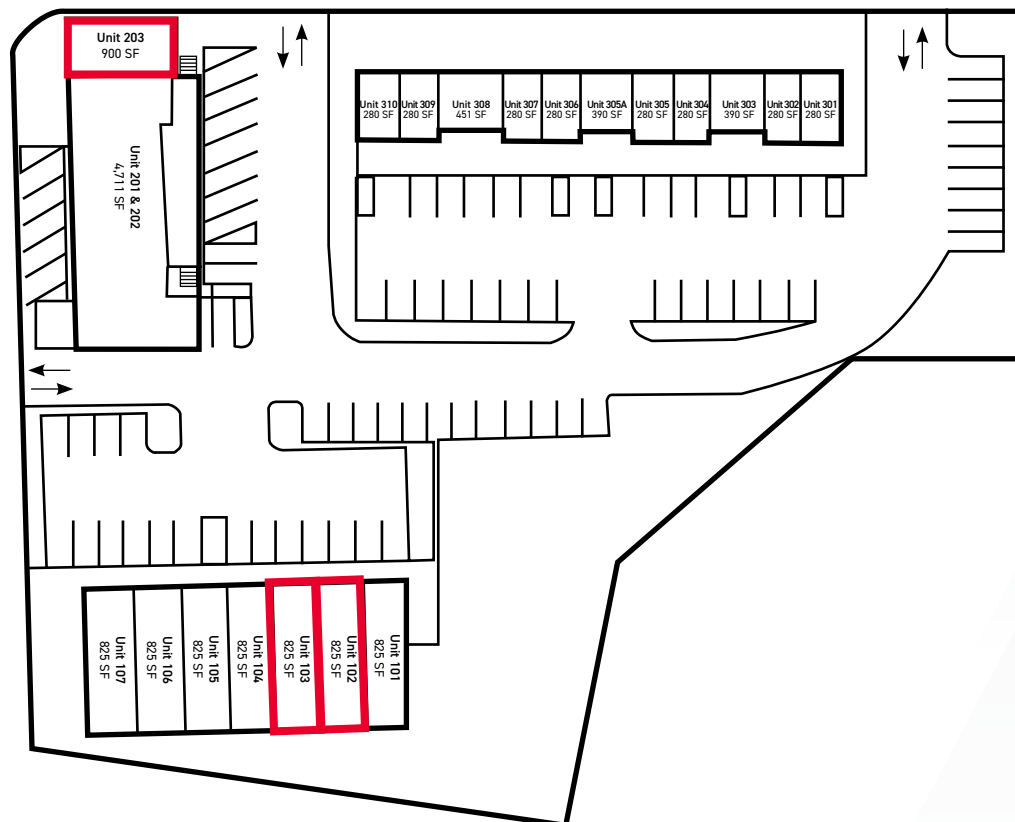 Unit 203
900 SF
Unit 310
280 SF
Unit 309
280 SF
Unit 308
451 SF
Unit 307
280 SF
Unit 306
280 SF
Unit 305A
390 SF
Unit 305
280 SF
Unit 304
280 SF
Unit 303
390 SF
Unit 302
280 SF
Unit 301
280 SF
Unit 201 & 202
4,711 SF
Unit 107
825 SF
Unit 106
825 SF
Unit 105
825 SF
Unit 104
825 SF
Unit 103
825 SF
Unit 102
825 SF
Unit 101
825 SF